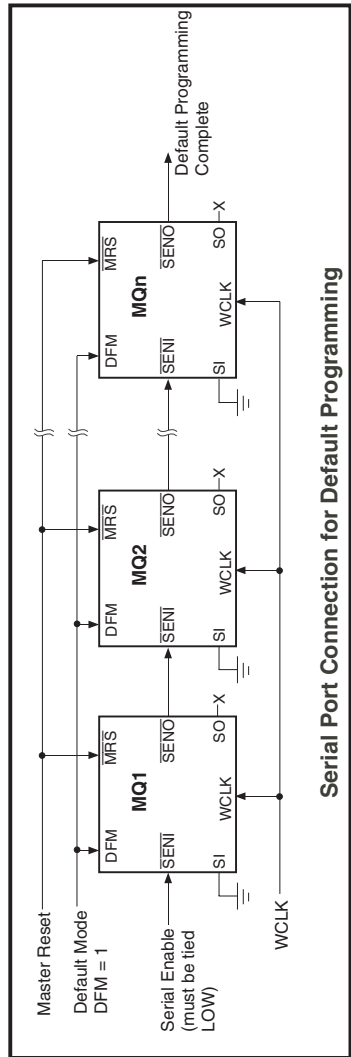 Master Reset
Default Mode
DFM = 1
DFM
MRS
DFM
MRS
DFM
MRS
MQ1
MQ2
MQn
Serial Enable
(must be tied
LOW)
SENI
SENO
SENI
SENO
SENI
SENO
Default Programming
Complete
SI
WCLK
SO
X
SI
WCLK
SO
X
SI
WCLK
SO
X
WCLK
Serial Port Connection for Default Programming